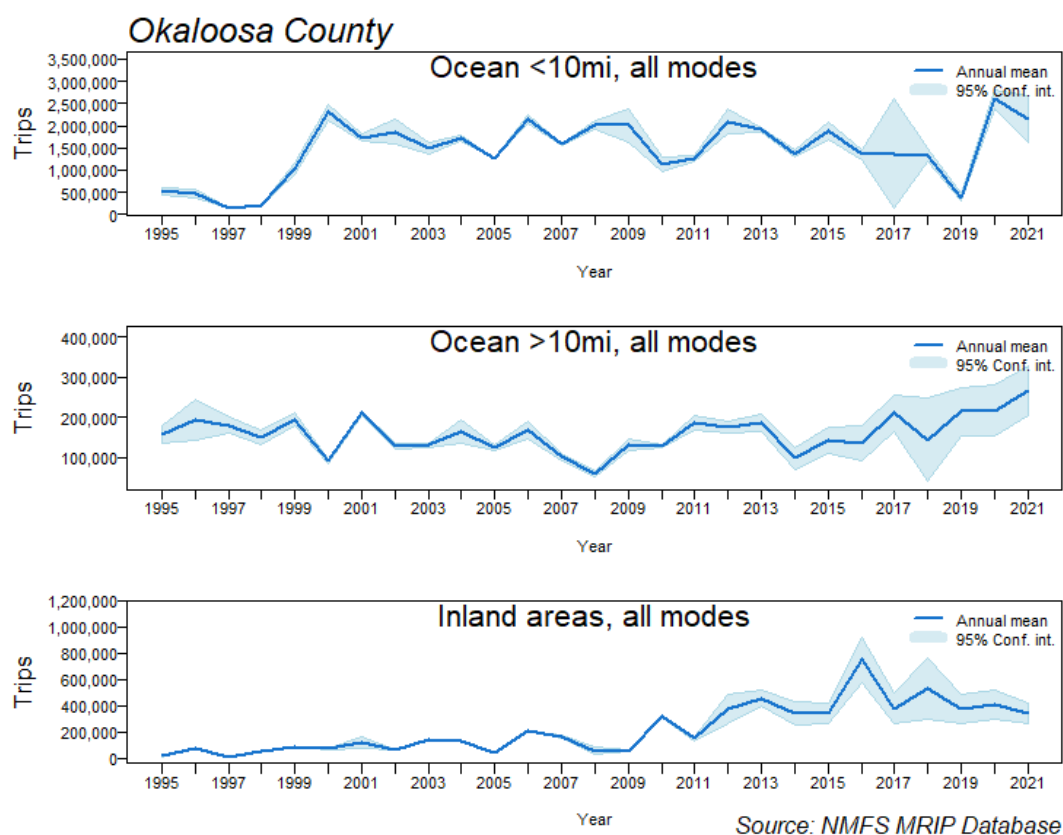 Okaloosa County
Ocean <10mi, all modes
Annual mean
95% Conf. int.
Trips
3,500,000
3,000,000
2,500,000
2,000,000
1,500,000
1,000,000
500,000
0
1995 1997 1999 2001 2003 2005 2007 2009 2011 2013 2015 2017 2019 2021
Year
Ocean >10mi, all modes
Annual mean
95% Conf. int.
Trips
400,000
300,000
200,000
100,000
1995 1997 1999 2001 2003 2005 2007 2009 2011 2013 2015 2017 2019 2021
Year
Inland areas, all modes
Annual mean
95% Conf. int.
Trips
1,200,000
1,000,000
800,000
600,000
400,000
200,000
0
1995 1997 1999 2001 2003 2005 2007 2009 2011 2013 2015 2017 2019 2021
Year
Source: NMFS MRIP Database